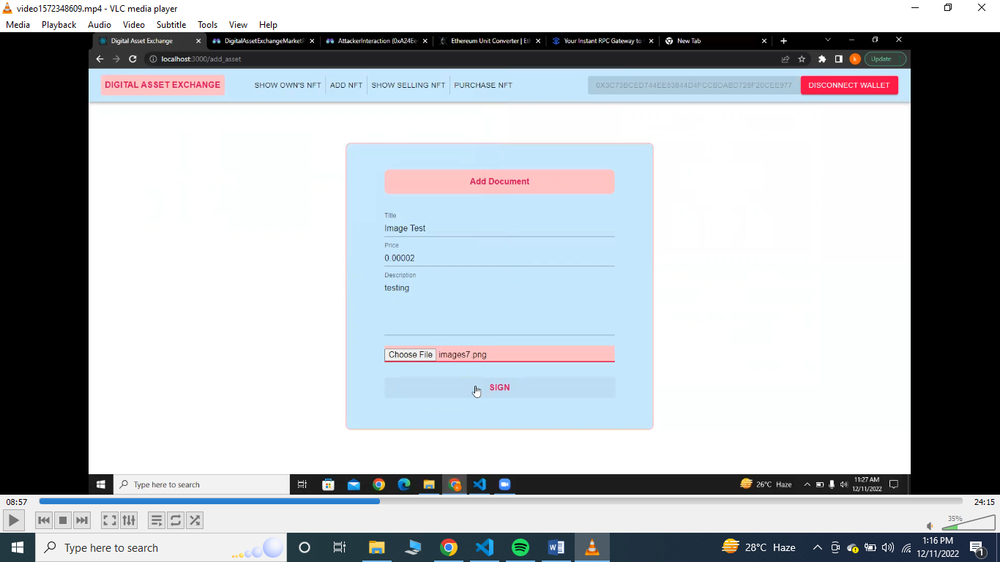 video1572348609.mp4 - VLC media player
Media Playback Audio Video Subtitle Tools View Help
Digital Asset Exchange DigitalAssetExchangeMarketP AttackerInteraction (0xA24Ee Ethereum Unit Converter | Eth Your Instant RPC Gateway to New Tab
localhost:3000/add_asset Update
DIGITAL ASSET EXCHANGE SHOW OWN'S NFT ADD NFT SHOW SELLING NFT PURCHASE NFT DISCONNECT WALLET
Add Document
Title
Image Test
Price
0.00002
Description
testing
Choose File images7.png
SIGN
Type here to search 26°C Haze 11:27 AM
12/11/2022
08:57 24:15
35%
Type here to search 28°C Haze 1:16 PM
12/11/2022
1